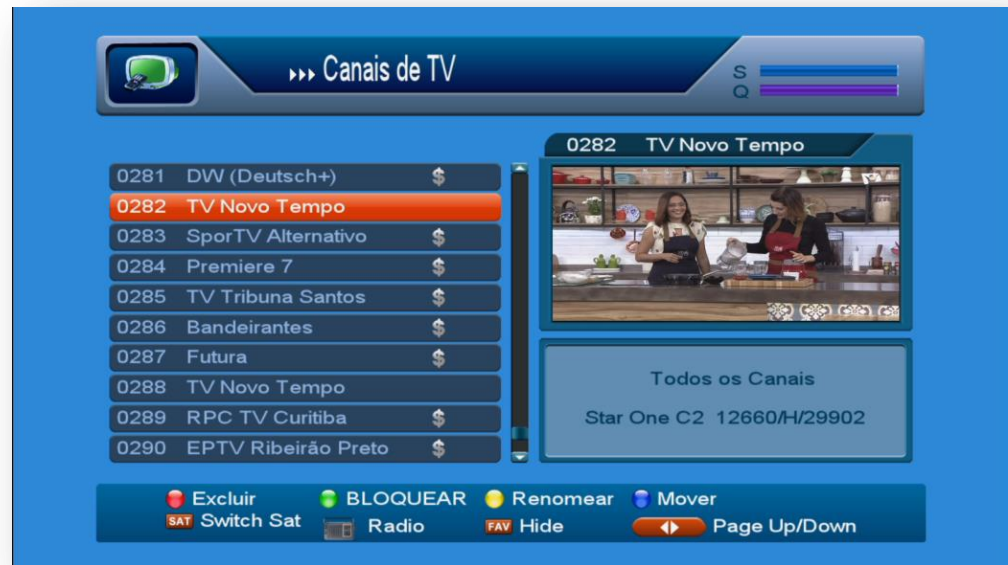 ▸▸▸ Canais de TV
S
Q
0282 TV Novo Tempo
0281 DW (Deutsch+) $
0282 TV Novo Tempo
0283 SporTV Alternativo $
0284 Premiere 7 $
0285 TV Tribuna Santos $
0286 Bandeirantes $
0287 Futura $
0288 TV Novo Tempo
0289 RPC TV Curitiba $
0290 EPTV Ribeirão Preto $
Todos os Canais
Star One C2 12660/H/29902
Excluir BLOQUEAR Renomear Mover
SAT Switch Sat Radio FAV Hide Page Up/Down